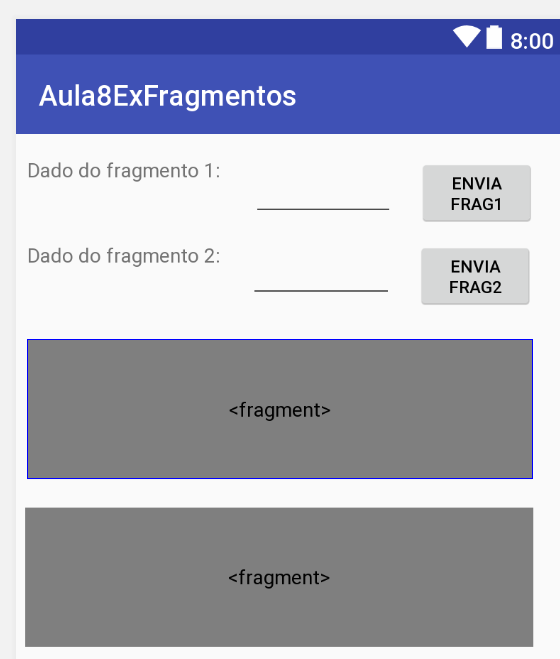 8:00
Aula8ExFragmentos
Dado do fragmento 1:
ENVIA
FRAG1
Dado do fragmento 2:
ENVIA
FRAG2
<fragment>
<fragment>